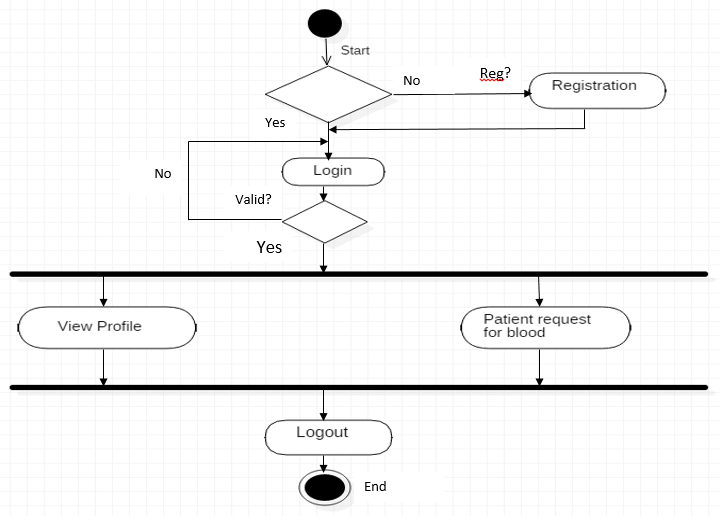 Start
No
Reg?
Registration
Yes
No
Login
Valid?
Yes
View Profile
Patient request
for blood
Logout
End